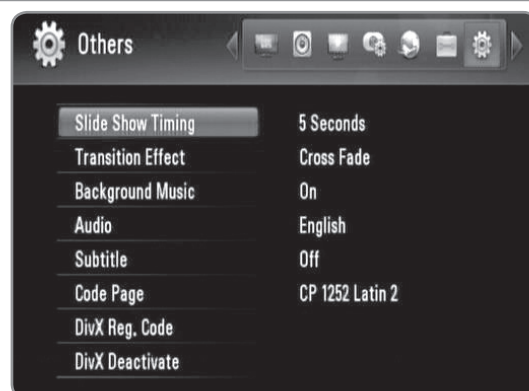 Others
Slide Show Timing 5 Seconds
Transition Effect Cross Fade
Background Music On
Audio English
Subtitle Off
Code Page CP 1252 Latin 2
DivX Reg. Code
DivX Deactivate